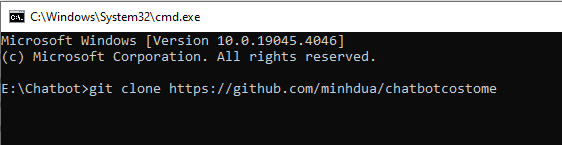 C:\Windows\System32\cmd.exe
Microsoft Windows [Version 10.0.19045.4046]
(c) Microsoft Corporation. All rights reserved.
E:\Chatbot>git clone https://github.com/minhdua/chatbotcostome